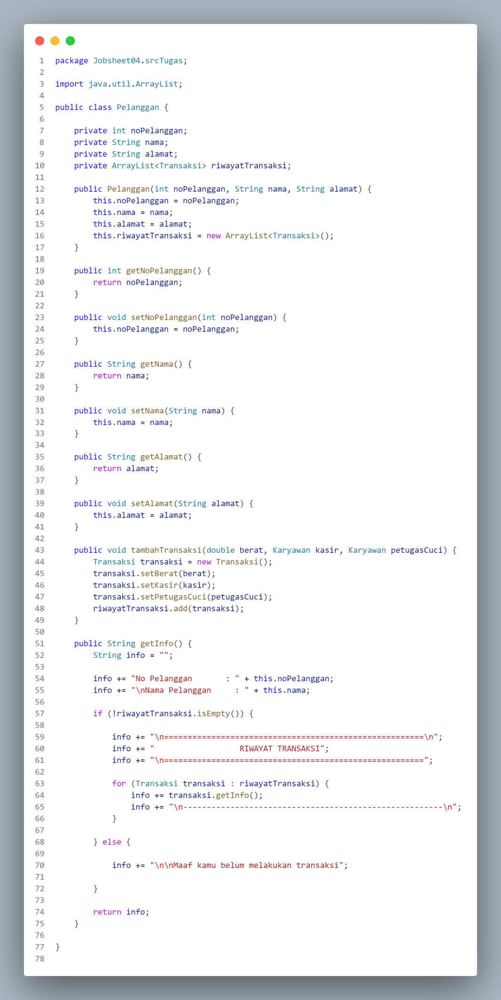 1 package Jobsheet04.srcTugas;
2
3 import java.util.ArrayList;
4
5 public class Pelanggan {
6
7     private int noPelanggan;
8     private String nama;
9     private String alamat;
10     private ArrayList<Transaksi> riwayatTransaksi;
11
12     public Pelanggan(int noPelanggan, String nama, String alamat) {
13         this.noPelanggan = noPelanggan;
14         this.nama = nama;
15         this.alamat = alamat;
16         this.riwayatTransaksi = new ArrayList<Transaksi>();
17     }
18
19     public int getNoPelanggan() {
20         return noPelanggan;
21     }
22
23     public void setNoPelanggan(int noPelanggan) {
24         this.noPelanggan = noPelanggan;
25     }
26
27     public String getNama() {
28         return nama;
29     }
30
31     public void setNama(String nama) {
32         this.nama = nama;
33     }
34
35     public String getAlamat() {
36         return alamat;
37     }
38
39     public void setAlamat(String alamat) {
40         this.alamat = alamat;
41     }
42
43     public void tambahTransaksi(double berat, Karyawan kasir, Karyawan petugasCuci) {
44         Transaksi transaksi = new Transaksi();
45         transaksi.setBerat(berat);
46         transaksi.setKasir(kasir);
47         transaksi.setPetugasCuci(petugasCuci);
48         riwayatTransaksi.add(transaksi);
49     }
50
51     public String getInfo() {
52         String info = "";
53
54         info += "No Pelanggan       : " + this.noPelanggan;
55         info += "\nNama Pelanggan     : " + this.nama;
56
57         if (!riwayatTransaksi.isEmpty()) {
58
59             info += "\n=======================================================\n";
60             info += "                  RIWAYAT TRANSAKSI";
61             info += "\n=======================================================";
62
63             for (Transaksi transaksi : riwayatTransaksi) {
64                 info += transaksi.getInfo();
65                 info += "\n-------------------------------------------------------\n";
66             }
67
68         } else {
69
70             info += "\n\nMaaf kamu belum melakukan transaksi";
71
72         }
73
74         return info;
75     }
76
77 }
78